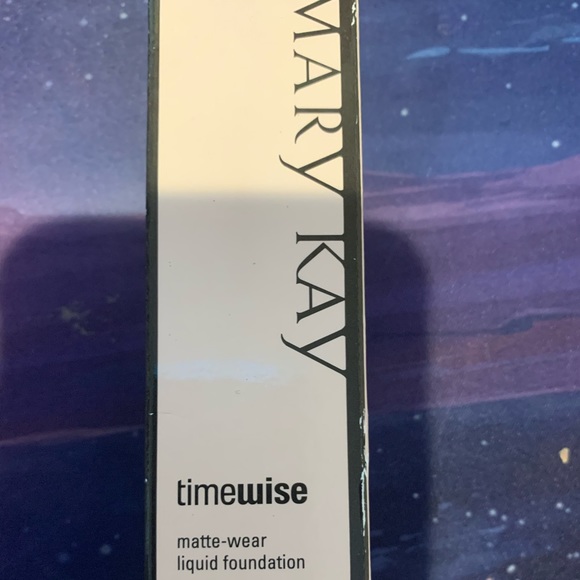 MARY KAY
timewise
matte-wear
liquid foundation